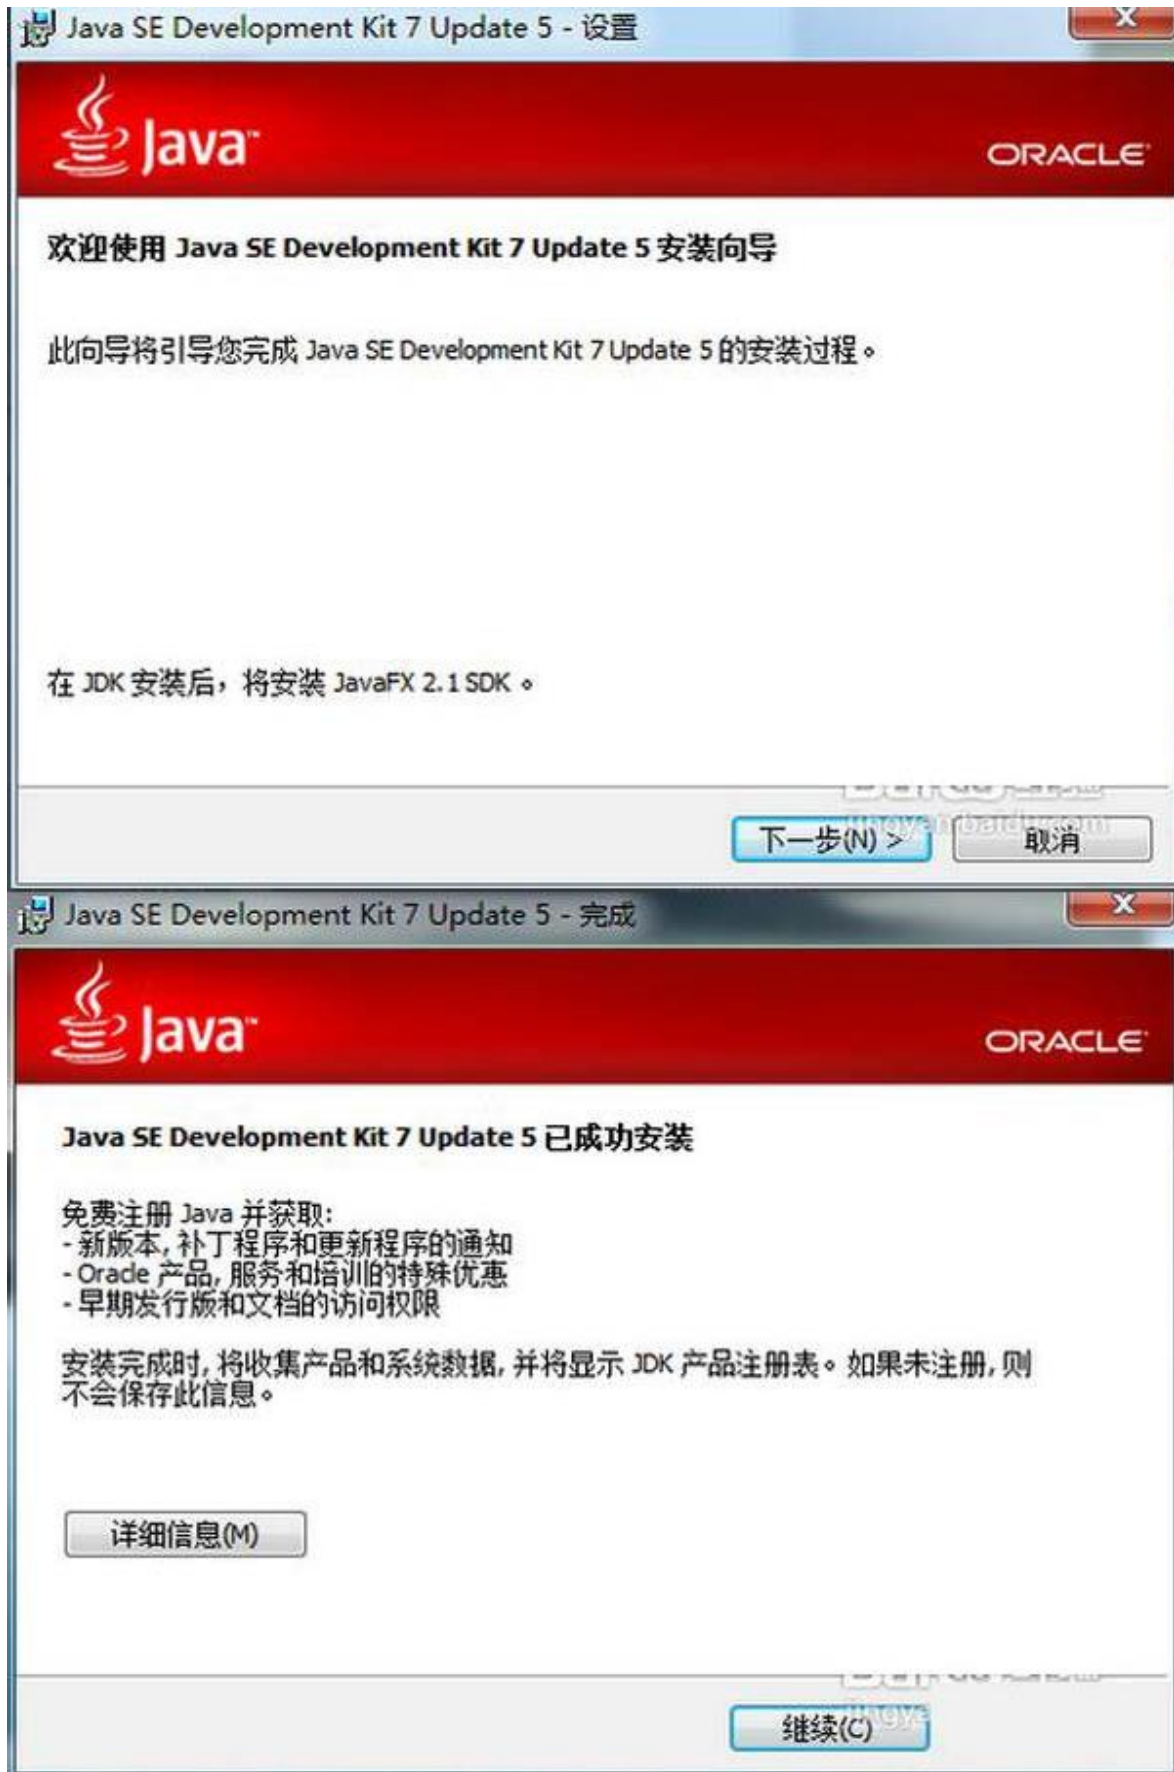 Java SE Development Kit 7 Update 5 - 设置
Java™
ORACLE
欢迎使用 Java SE Development Kit 7 Update 5 安装向导
此向导将引导您完成 Java SE Development Kit 7 Update 5 的安装过程。
在 JDK 安装后，将安装 JavaFX 2.1 SDK。
jingyan.baidu.com
下一步(N) >
取消
Java SE Development Kit 7 Update 5 - 完成
Java™
ORACLE
Java SE Development Kit 7 Update 5 已成功安装
免费注册 Java 并获取:
- 新版本, 补丁程序和更新程序的通知
- Oracle 产品, 服务和培训的特殊优惠
- 早期发行版和文档的访问权限
安装完成时, 将收集产品和系统数据, 并将显示 JDK 产品注册表。如果未注册, 则
不会保存此信息。
详细信息(M)
继续(C)